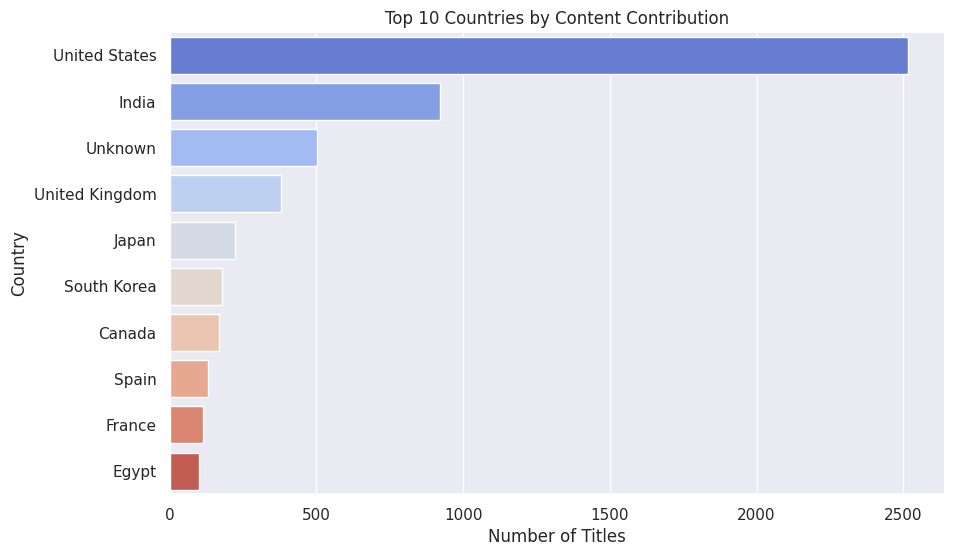 Top 10 Countries by Content Contribution
Country
United States
India
Unknown
United Kingdom
Japan
South Korea
Canada
Spain
France
Egypt
0 500 1000 1500 2000 2500
Number of Titles